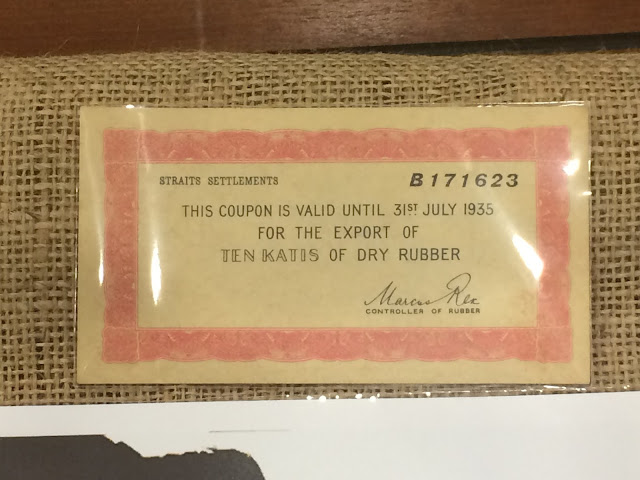 STRAITS SETTLEMENTS B171623
THIS COUPON IS VALID UNTIL 31ST JULY 1935
FOR THE EXPORT OF
TEN KATIS OF DRY RUBBER
Marcus Rex
CONTROLLER OF RUBBER